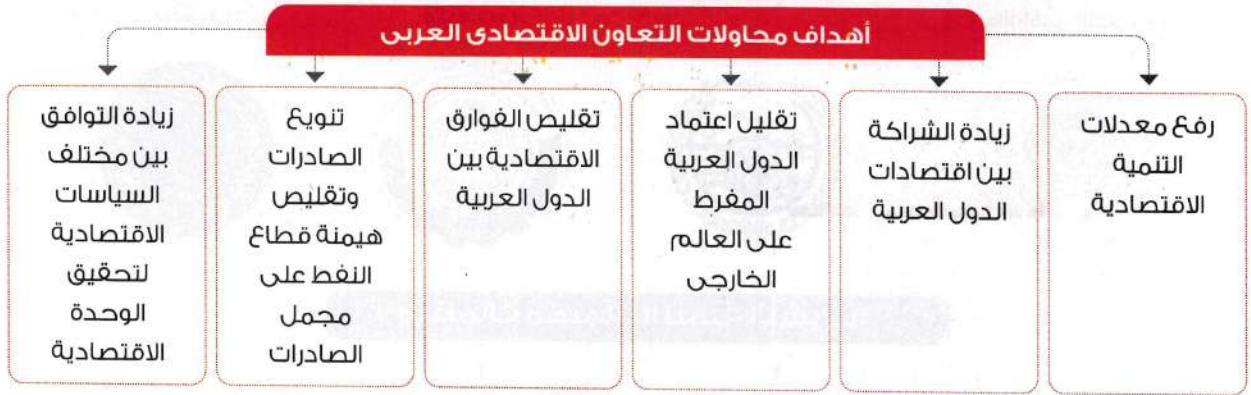 أهداف محاولات التعاون الاقتصادى العربى
رفع معدلات
التنمية
الاقتصادية
زيادة الشراكة
بين اقتصادات
الدول العربية
تقليل اعتماد
الدول العربية
المفرط
على العالم
الخارجى
تقليص الفوارق
الاقتصادية بين
الدول العربية
تنويع
الصادرات
وتقليص
هيمنة قطاع
النفط على
مجمل
الصادرات
زيادة التوافق
بين مختلف
السياسات
الاقتصادية
لتحقيق
الوحدة
الاقتصادية